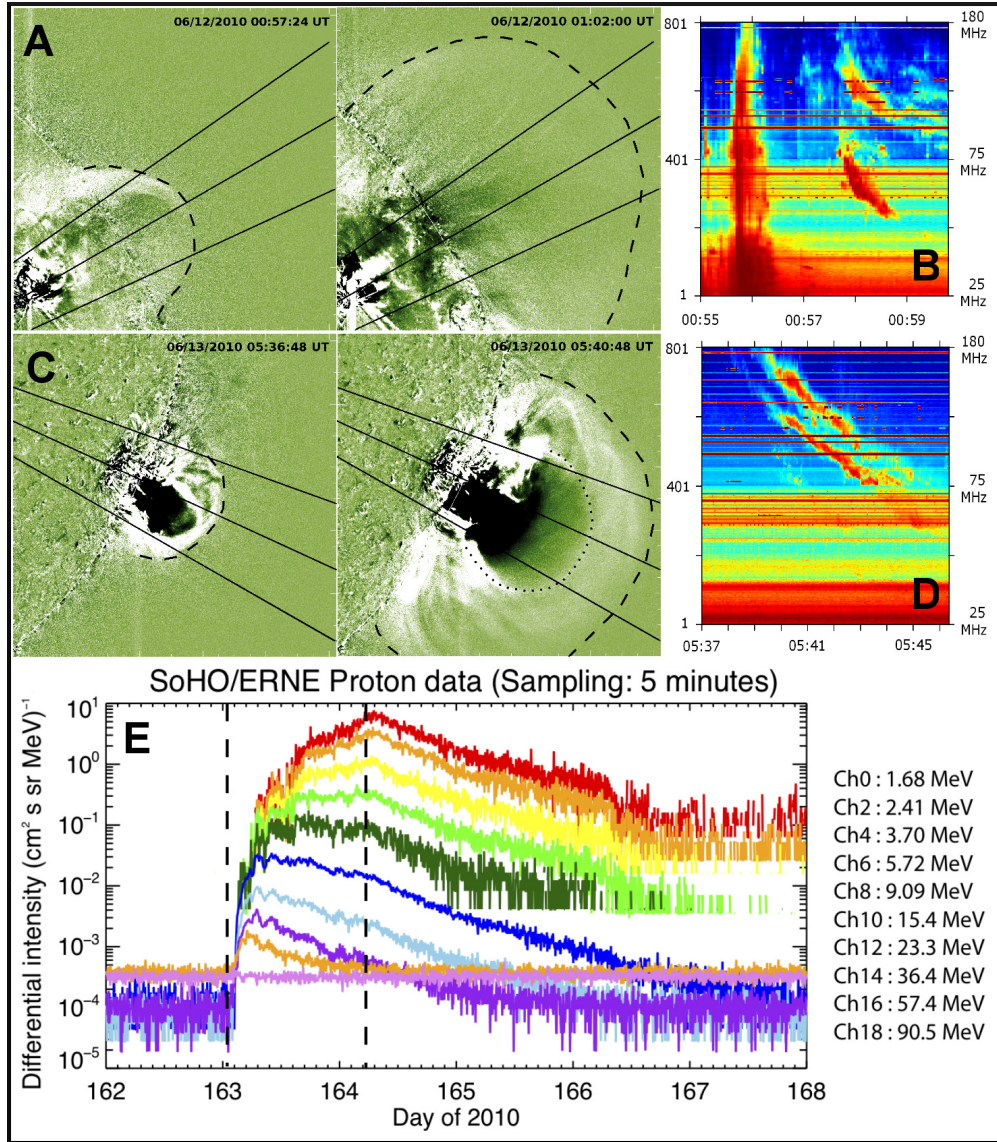 A
06/12/2010 00:57:24 UT
06/12/2010 01:02:00 UT
801
180
MHz
401
75
MHz
B
1
25
MHz
00:55
00:57
00:59
C
06/13/2010 05:36:48 UT
06/13/2010 05:40:48 UT
801
180
MHz
401
75
MHz
D
1
25
MHz
05:37
05:41
05:45
SoHO/ERNE Proton data (Sampling: 5 minutes)
E
Differential intensity (cm² s sr MeV)⁻¹
10¹
10⁰
10⁻¹
10⁻²
10⁻³
10⁻⁴
10⁻⁵
162
163
164
165
166
167
168
Day of 2010
Ch0 : 1.68 MeV
Ch2 : 2.41 MeV
Ch4 : 3.70 MeV
Ch6 : 5.72 MeV
Ch8 : 9.09 MeV
Ch10 : 15.4 MeV
Ch12 : 23.3 MeV
Ch14 : 36.4 MeV
Ch16 : 57.4 MeV
Ch18 : 90.5 MeV